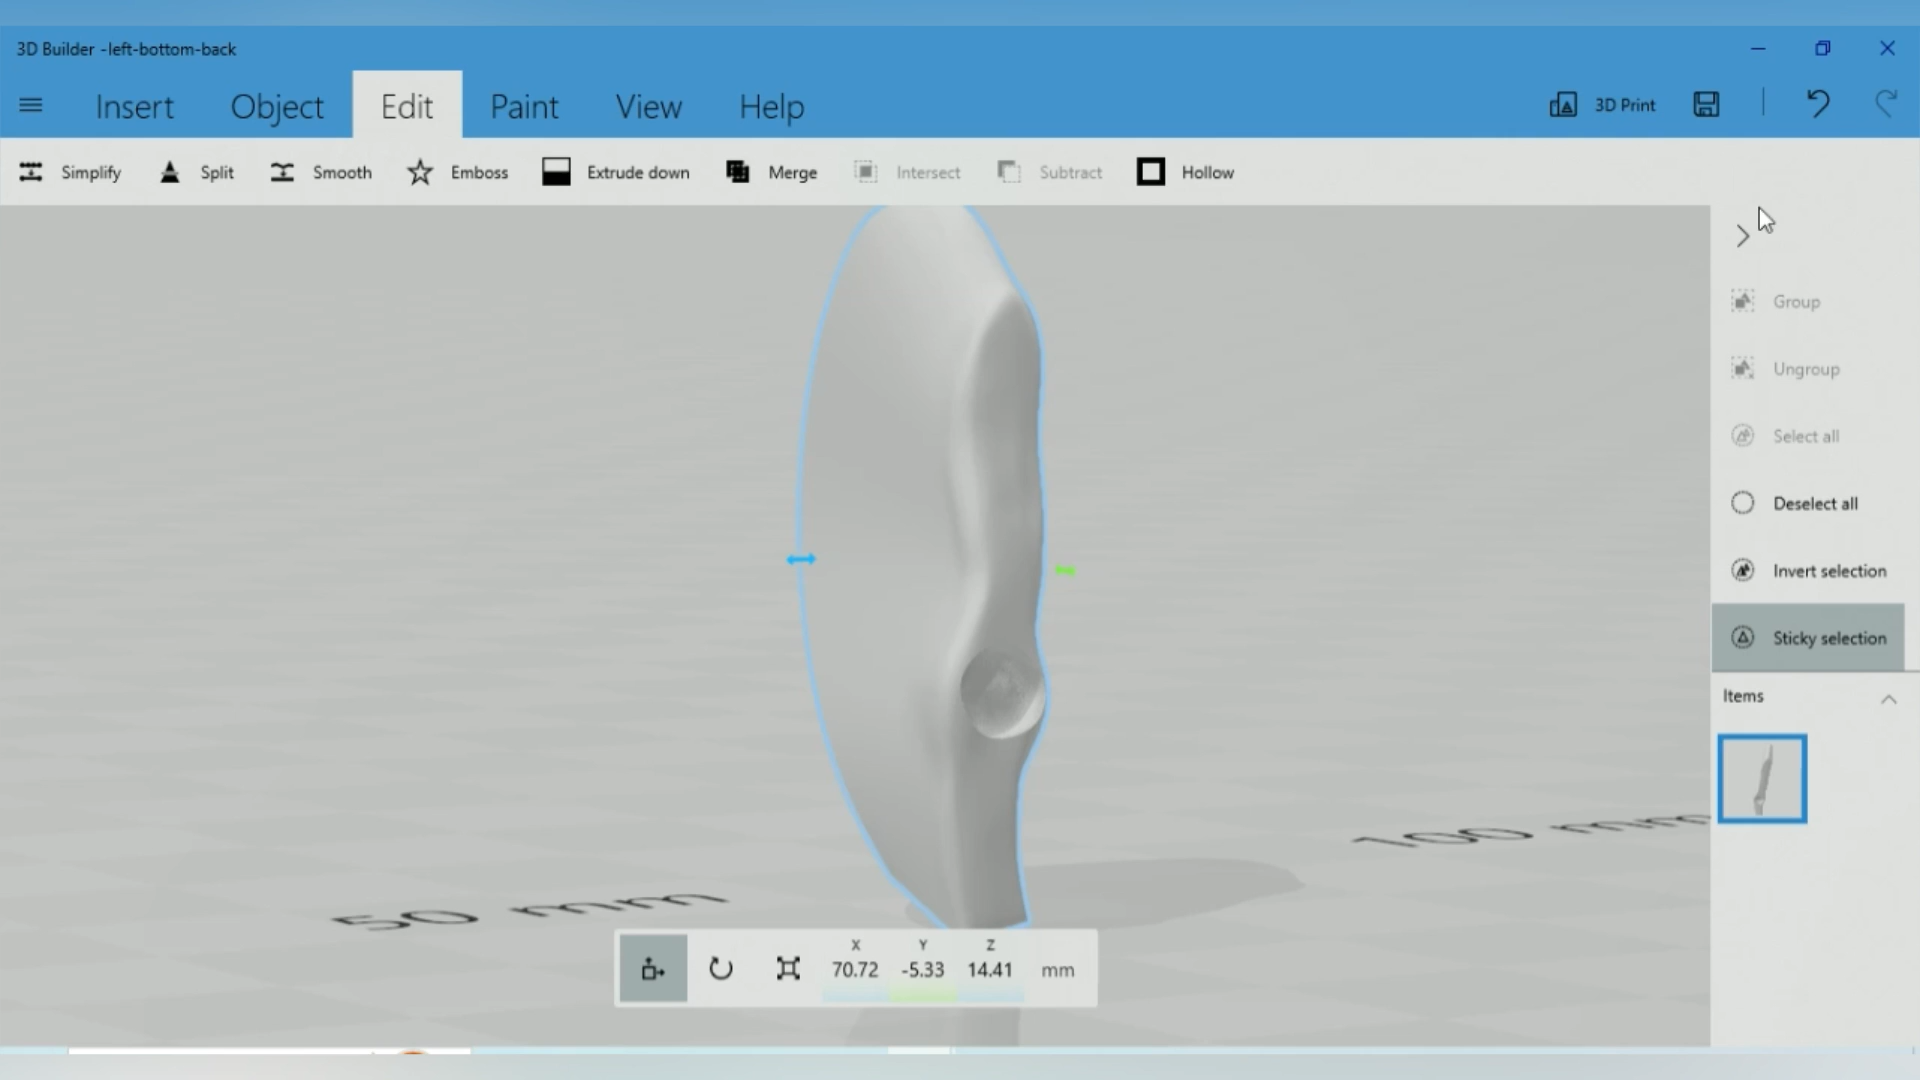 3D Builder -left-bottom-back
Insert Object Edit Paint View Help 3D Print
Simplify Split Smooth Emboss Extrude down Merge Intersect Subtract Hollow
Group
Ungroup
Select all
Deselect all
Invert selection
Sticky selection
Items
100 mm
50 mm
X Y Z
70.72 -5.33 14.41 mm